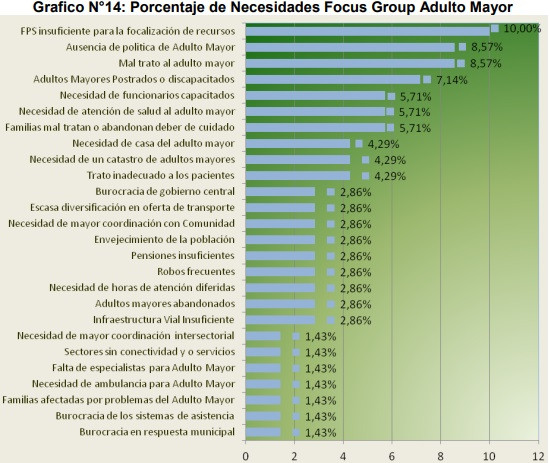 Grafico N°14: Porcentaje de Necesidades Focus Group Adulto Mayor
FPS insuficiente para la focalización de recursos 10,00%
Ausencia de politica de Adulto Mayor 8,57%
Mal trato al adulto mayor 8,57%
Adultos Mayores Postrados o discapacitados 7,14%
Necesidad de funcionarios capacitados 5,71%
Necesidad de atención de salud al adulto mayor 5,71%
Familias mal tratan o abandonan deber de cuidado 5,71%
Necesidad de casa del adulto mayor 4,29%
Necesidad de un catastro de adultos mayores 4,29%
Trato inadecuado a los pacientes 4,29%
Burocracia de gobierno central 2,86%
Escasa diversificación en oferta de transporte 2,86%
Necesidad de mayor coordinación con Comunidad 2,86%
Envejecimiento de la población 2,86%
Pensiones insuficientes 2,86%
Robos frecuentes 2,86%
Necesidad de horas de atención diferidas 2,86%
Adultos mayores abandonados 2,86%
Infraestructura Vial Insuficiente 2,86%
Necesidad de mayor coordinación intersectorial 1,43%
Sectores sin conectividad y o servicios 1,43%
Falta de especialistas para Adulto Mayor 1,43%
Necesidad de ambulancia para Adulto Mayor 1,43%
Familias afectadas por problemas del Adulto Mayor 1,43%
Burocracia de los sistemas de asistencia 1,43%
Burocracia en respuesta municipal 1,43%
0 2 4 6 8 10 12